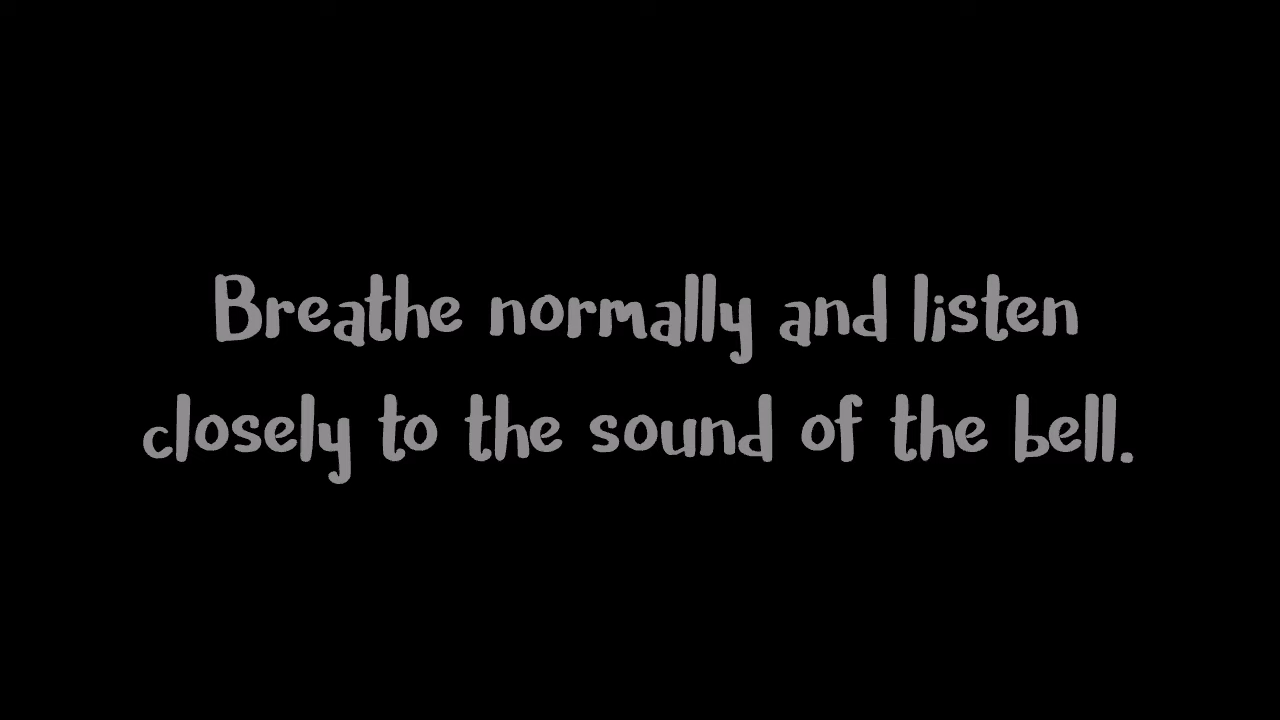 Breathe normally and listen
closely to the sound of the bell.